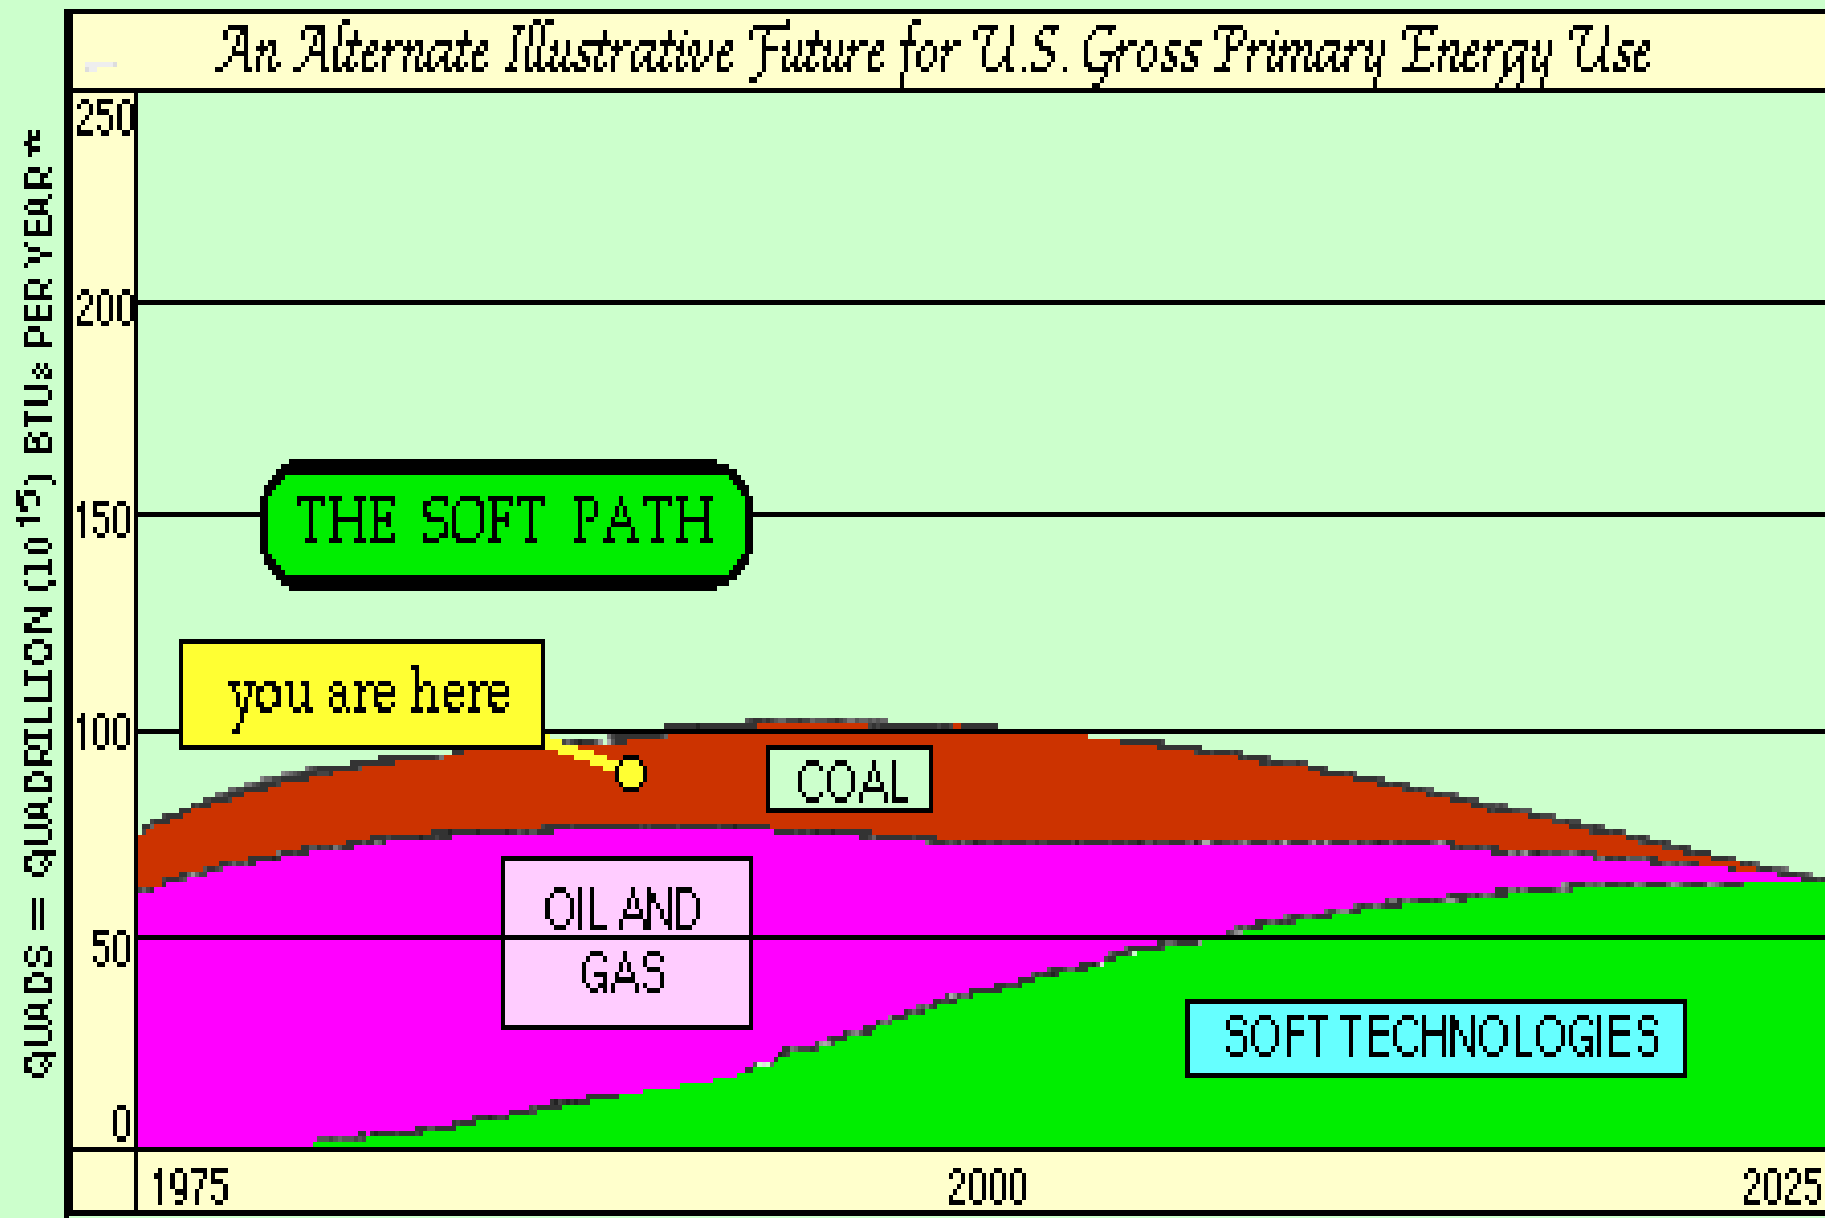 An Alternate Illustrative Future for U.S. Gross Primary Energy Use
QUADS = QUADRILLION (10 15) BTUs PER YEAR *
250
200
150
100
50
0
THE SOFT PATH
you are here
COAL
OIL AND
GAS
SOFT TECHNOLOGIES
1975
2000
2025